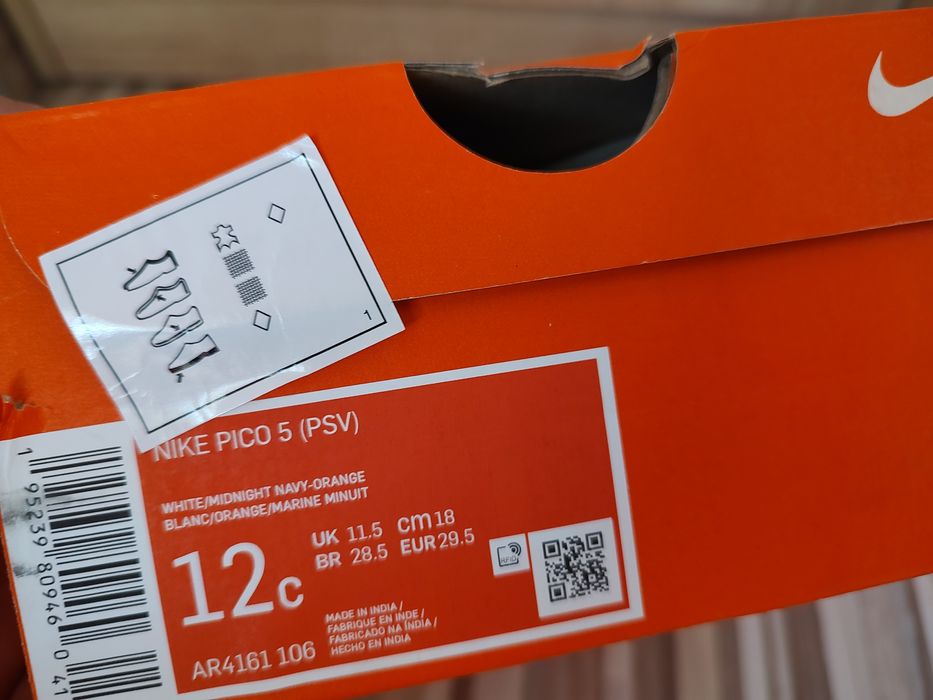 1
NIKE PICO 5 (PSV)
WHITE/MIDNIGHT NAVY-ORANGE
BLANC/ORANGE/MARINE MINUIT
12C
UK 11.5 cm 18
BR 28.5 EUR 29.5
RFID
MADE IN INDIA /
FABRIQUE EN INDE /
FABRICADO NA ÍNDIA /
HECHO EN INDIA
AR4161 106
1 95239 80946 0 41